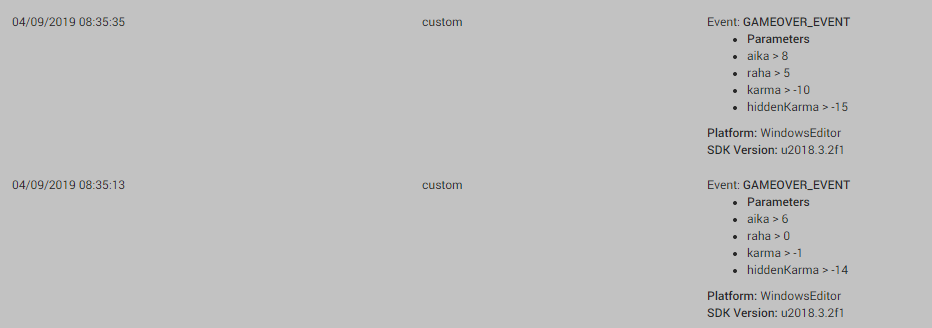 04/09/2019 08:35:35 custom Event: GAMEOVER_EVENT
• Parameters
• aika > 8
• raha > 5
• karma > -10
• hiddenKarma > -15
Platform: WindowsEditor
SDK Version: u2018.3.2f1
04/09/2019 08:35:13 custom Event: GAMEOVER_EVENT
• Parameters
• aika > 6
• raha > 0
• karma > -1
• hiddenKarma > -14
Platform: WindowsEditor
SDK Version: u2018.3.2f1